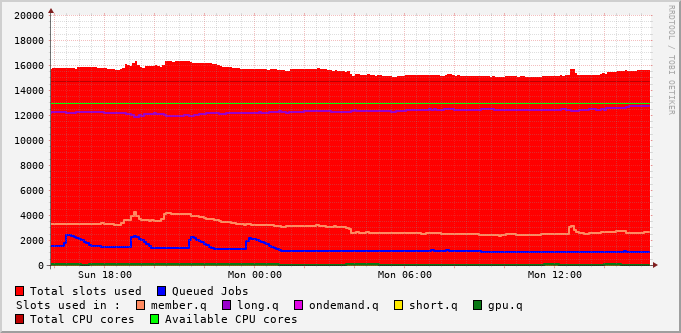 20000
18000
16000
14000
12000
10000
8000
6000
4000
2000
0
Sun 18:00 Mon 00:00 Mon 06:00 Mon 12:00
RRDTOOL / TOBI OETIKER
Total slots used Queued Jobs
Slots used in : member.q long.q ondemand.q short.q gpu.q
Total CPU cores Available CPU cores